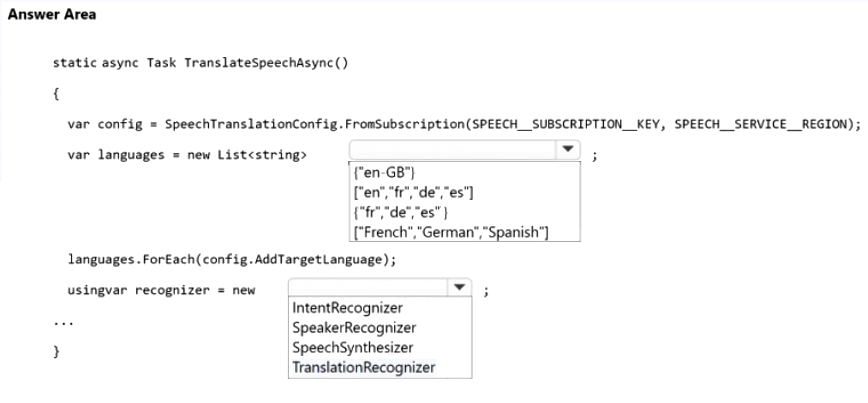 Answer Area
static async Task TranslateSpeechAsync()
{
var config = SpeechTranslationConfig.FromSubscription(SPEECH__SUBSCRIPTION__KEY, SPEECH__SERVICE__REGION);
var languages = new List<string> ;
{"en-GB"}
["en","fr","de","es"]
{"fr","de","es" }
["French","German","Spanish"]
languages.ForEach(config.AddTargetLanguage);
usingvar recognizer = new ;
IntentRecognizer
SpeakerRecognizer
SpeechSynthesizer
TranslationRecognizer
...
}